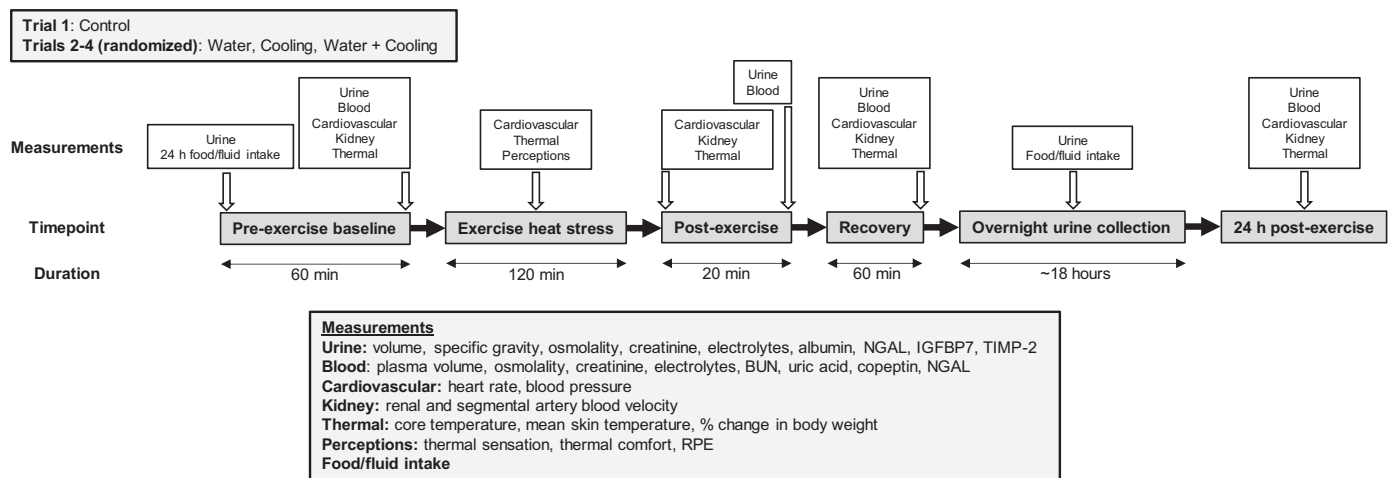 Trial 1: Control
Trials 2-4 (randomized): Water, Cooling, Water + Cooling
Measurements
Urine
24 h food/fluid intake
Urine
Blood
Cardiovascular
Kidney
Thermal
Cardiovascular
Thermal
Perceptions
Cardiovascular
Kidney
Thermal
Urine
Blood
Urine
Blood
Cardiovascular
Kidney
Thermal
Urine
Food/fluid intake
Urine
Blood
Cardiovascular
Kidney
Thermal
Timepoint
Pre-exercise baseline
Exercise heat stress
Post-exercise
Recovery
Overnight urine collection
24 h post-exercise
Duration
60 min
120 min
20 min
60 min
~18 hours
Measurements
Urine: volume, specific gravity, osmolality, creatinine, electrolytes, albumin, NGAL, IGFBP7, TIMP-2
Blood: plasma volume, osmolality, creatinine, electrolytes, BUN, uric acid, copeptin, NGAL
Cardiovascular: heart rate, blood pressure
Kidney: renal and segmental artery blood velocity
Thermal: core temperature, mean skin temperature, % change in body weight
Perceptions: thermal sensation, thermal comfort, RPE
Food/fluid intake